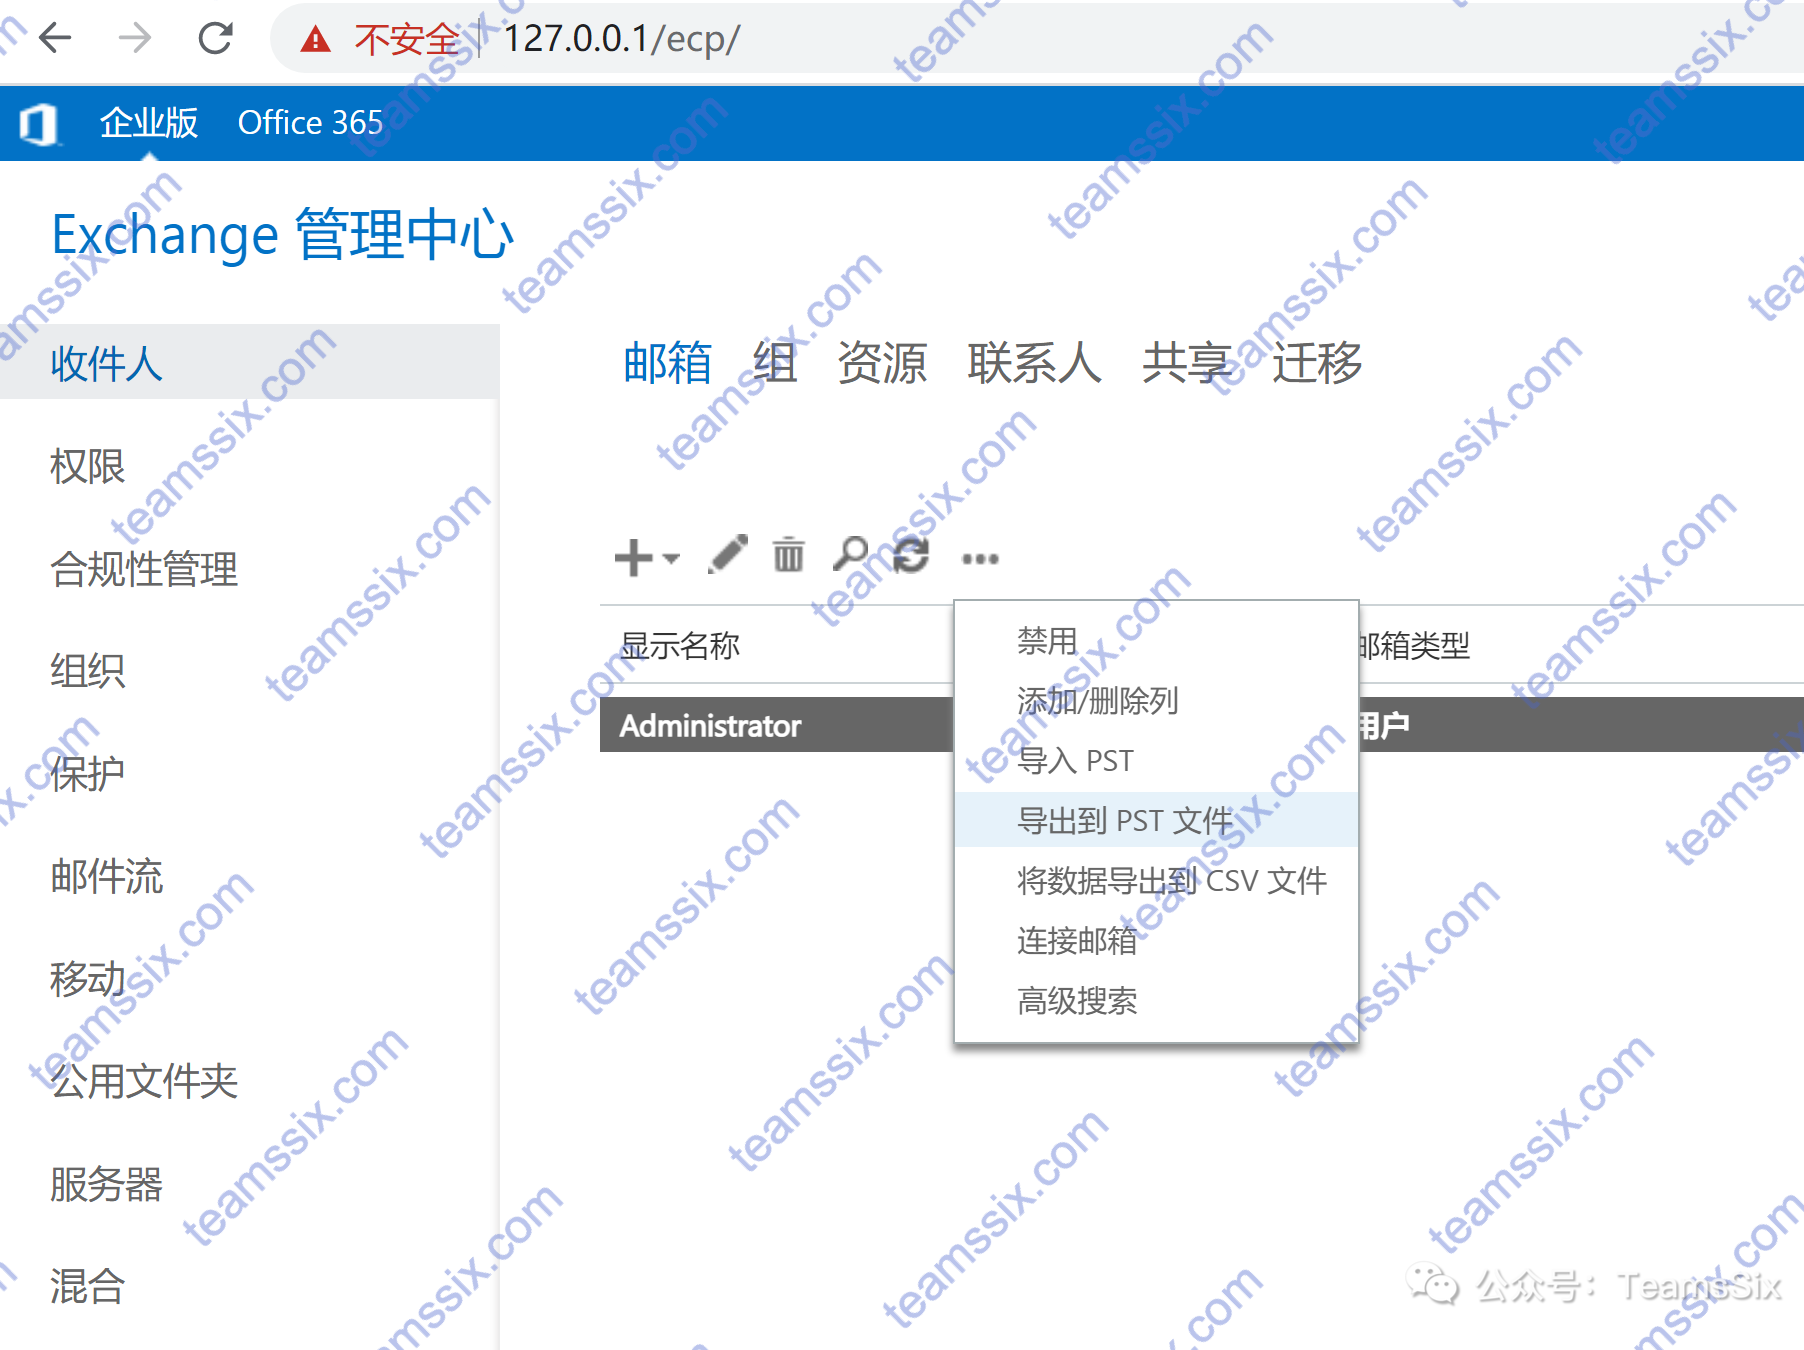 不安全 127.0.0.1/ecp/
企业版 Office 365
Exchange 管理中心
收件人
权限
合规性管理
组织
保护
邮件流
移动
公用文件夹
服务器
混合
邮箱 组 资源 联系人 共享 迁移
显示名称 邮箱类型
Administrator 用户
禁用
添加/删除列
导入 PST
导出到 PST 文件
将数据导出到 CSV 文件
连接邮箱
高级搜索
teamssix.com
公众号：TeamsSix